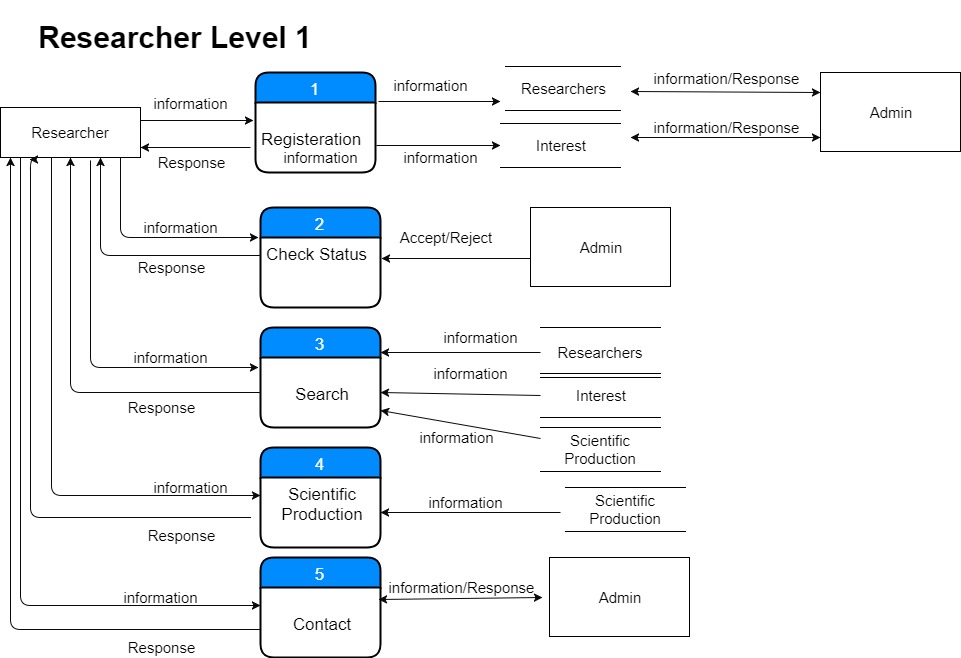 Researcher Level 1
1
information
information
Researchers
information/Response
Admin
Researcher
Registeration
information
Response
information
Interest
information/Response
2
information
Check Status
Response
Accept/Reject
Admin
3
information
Search
Response
information
Researchers
information
Interest
information
Scientific
Production
4
information
Scientific
Production
Response
information
Scientific
Production
5
information
Contact
Response
information/Response
Admin